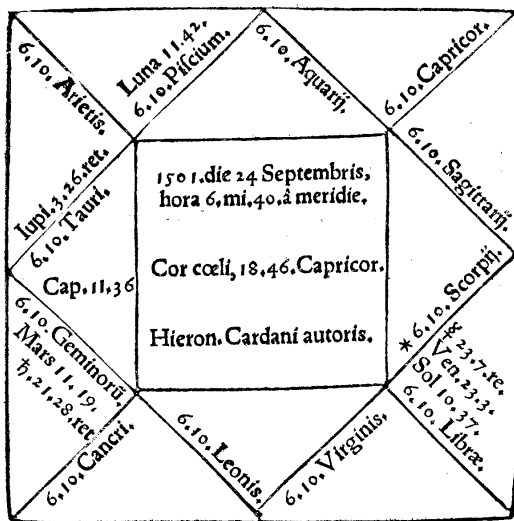 6.10. Arietis.
Luna 11.42.
6.10. Piſcium.
6.10. Aquarij.
6.10. Capricor.
6.10. Sagittarij.
Iupi. 3.26. ret.
6.10. Tauri.
Cap. 11.36
1501. die 24 Septembris,
hora 6. mi. 40. à meridie.
Cor cœli, 18.46. Capricor.
Hieron. Cardani autoris.
* 6.10. Scorpij.
23.7. re.
Ven. 23.3.
Sol 10.37.
6.10. Libræ.
6.10. Geminorũ.
Mars 11.19.
♄. 21.28. ret
6.10. Cancri.
6.10. Leonis.
6.10. Virginis.